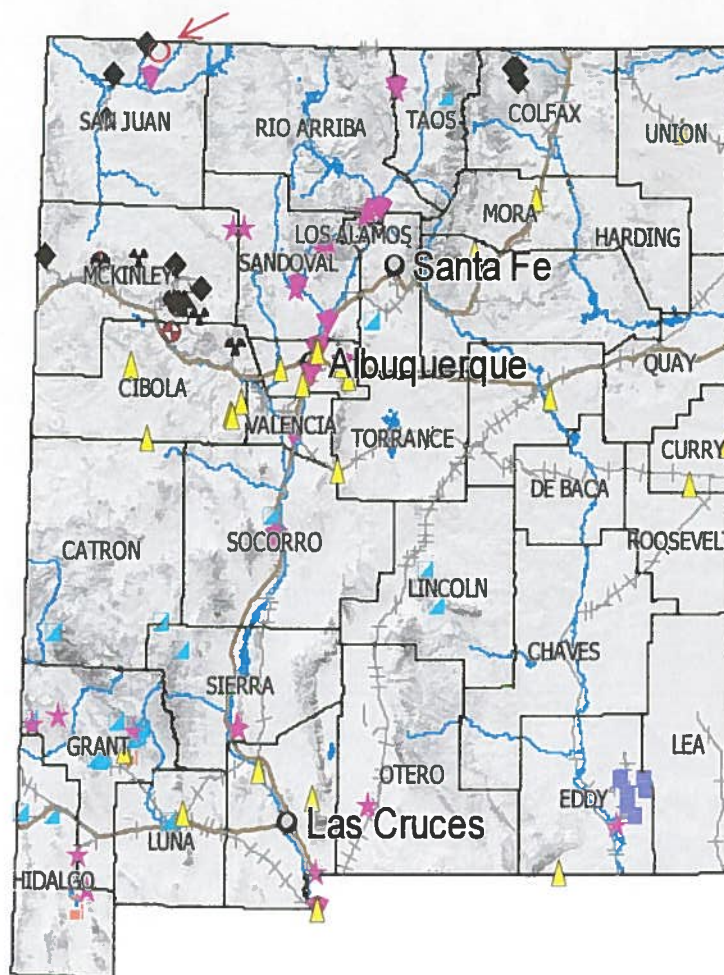 SAN JUAN
RIO ARRIBA
TAOS
COLFAX
UNION
MORA
HARDING
LOS ALAMOS
SANDOVAL
Santa Fe
MCKINLEY
Albuquerque
QUAY
CIBOLA
VALENCIA
TORRANCE
CURRY
DE BACA
CATRON
SOCORRO
ROOSEVELT
LINCOLN
CHAVES
SIERRA
GRANT
OTERO
LEA
EDDY
LUNA
Las Cruces
HIDALGO